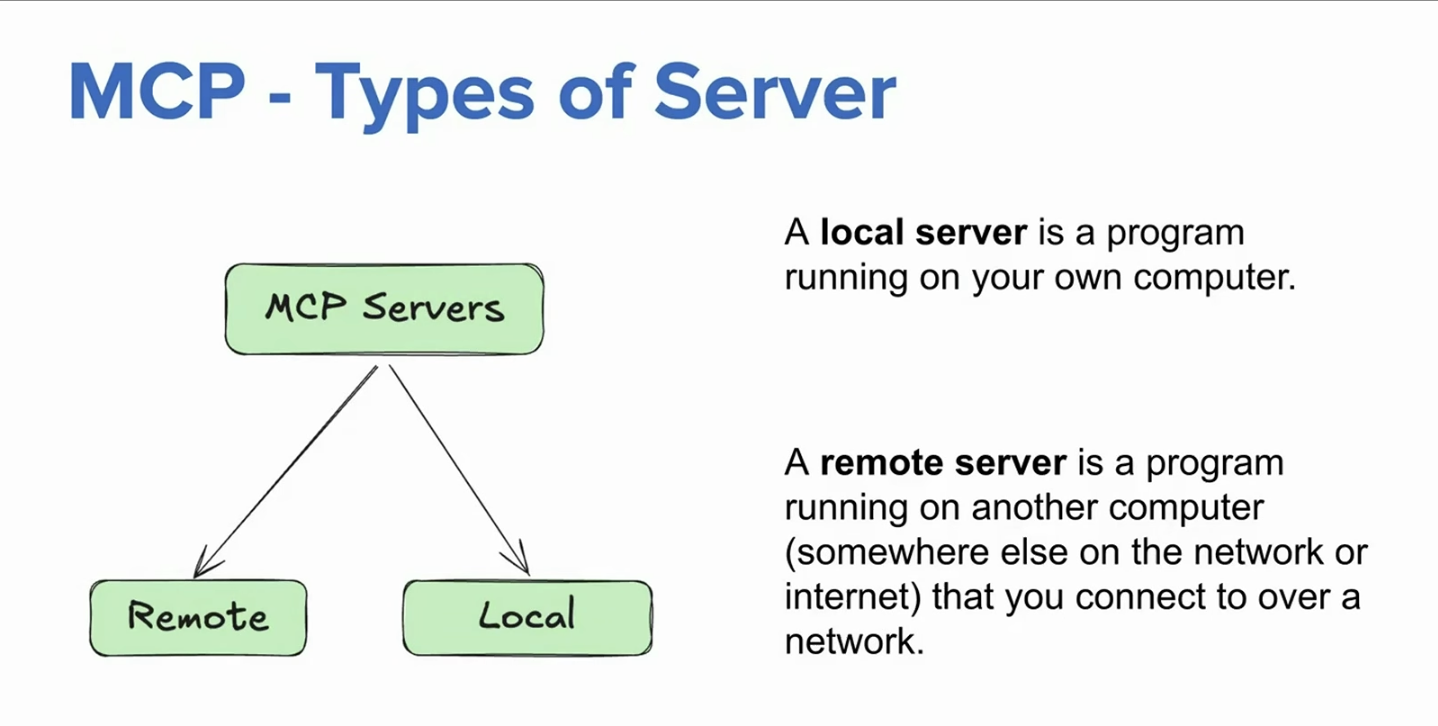 MCP - Types of Server
MCP Servers
Remote
Local
A local server is a program
running on your own computer.
A remote server is a program
running on another computer
(somewhere else on the network or
internet) that you connect to over a
network.